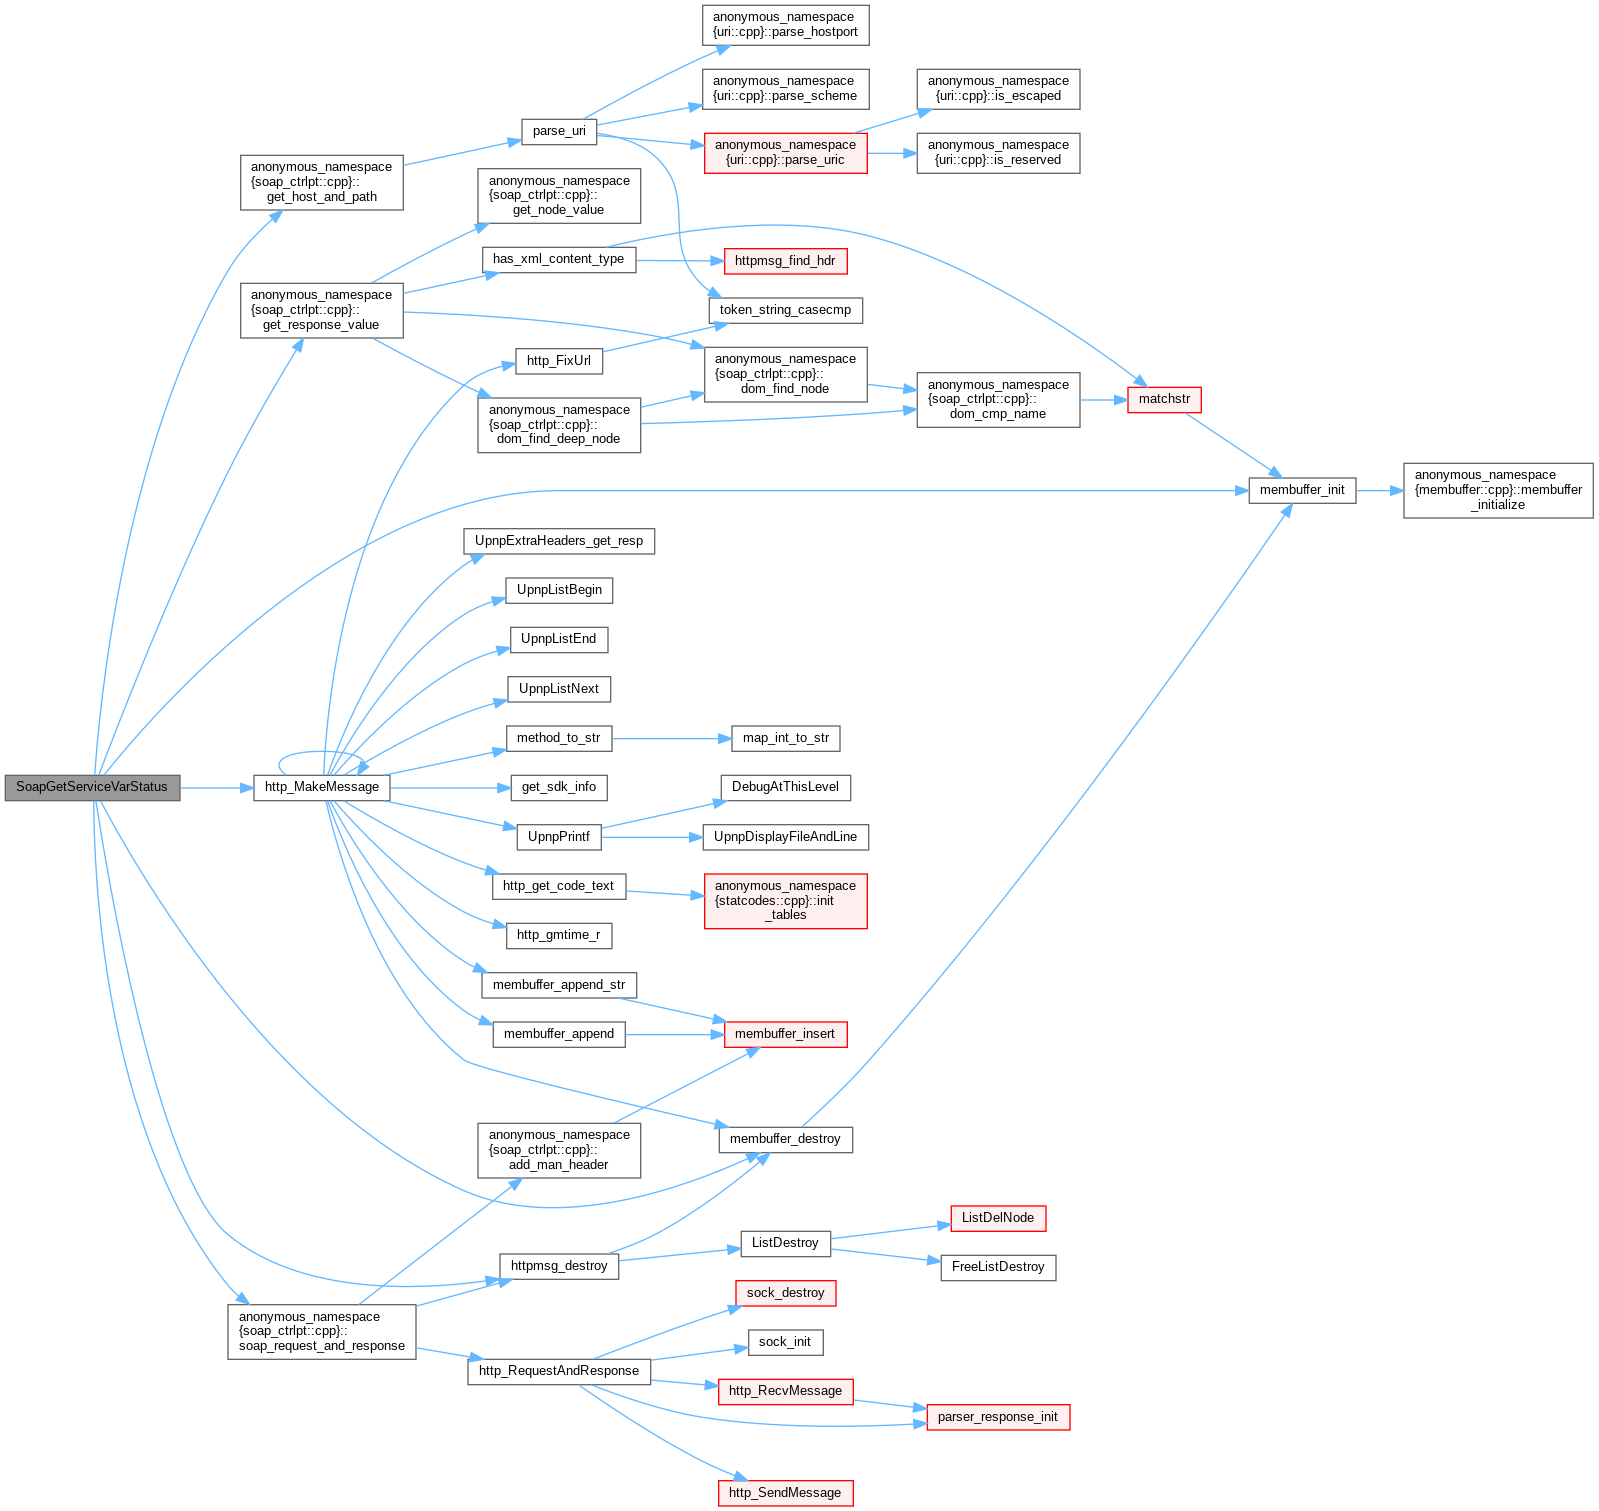 anonymous_namespace
{uri::cpp}::parse_hostport
anonymous_namespace
{uri::cpp}::parse_scheme
anonymous_namespace
{uri::cpp}::is_escaped
parse_uri
anonymous_namespace
{uri::cpp}::parse_uric
anonymous_namespace
{uri::cpp}::is_reserved
anonymous_namespace
{soap_ctrlpt::cpp}::
get_host_and_path
anonymous_namespace
{soap_ctrlpt::cpp}::
get_node_value
has_xml_content_type
httpmsg_find_hdr
anonymous_namespace
{soap_ctrlpt::cpp}::
get_response_value
token_string_casecmp
http_FixUrl
anonymous_namespace
{soap_ctrlpt::cpp}::
dom_find_node
anonymous_namespace
{soap_ctrlpt::cpp}::
dom_cmp_name
matchstr
anonymous_namespace
{soap_ctrlpt::cpp}::
dom_find_deep_node
membuffer_init
anonymous_namespace
{membuffer::cpp}::membuffer
_initialize
UpnpExtraHeaders_get_resp
UpnpListBegin
UpnpListEnd
UpnpListNext
method_to_str
map_int_to_str
SoapGetServiceVarStatus
http_MakeMessage
get_sdk_info
DebugAtThisLevel
UpnpPrintf
UpnpDisplayFileAndLine
http_get_code_text
anonymous_namespace
{statcodes::cpp}::init
_tables
http_gmtime_r
membuffer_append_str
membuffer_append
membuffer_insert
anonymous_namespace
{soap_ctrlpt::cpp}::
add_man_header
membuffer_destroy
ListDelNode
ListDestroy
httpmsg_destroy
FreeListDestroy
sock_destroy
anonymous_namespace
{soap_ctrlpt::cpp}::
soap_request_and_response
sock_init
http_RequestAndResponse
http_RecvMessage
parser_response_init
http_SendMessage